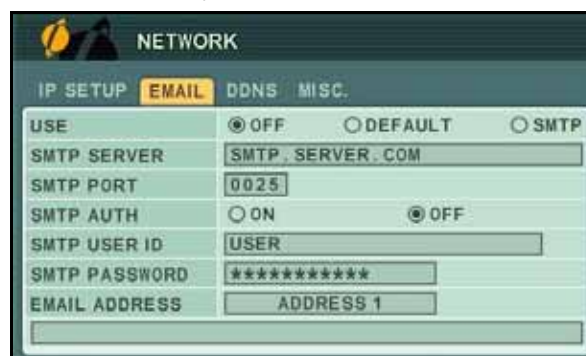 NETWORK
IP SETUP EMAIL DDNS MISC.
USE OFF DEFAULT SMTP
SMTP SERVER SMTP.SERVER.COM
SMTP PORT 0025
SMTP AUTH ON OFF
SMTP USER ID USER
SMTP PASSWORD ***********
EMAIL ADDRESS ADDRESS 1